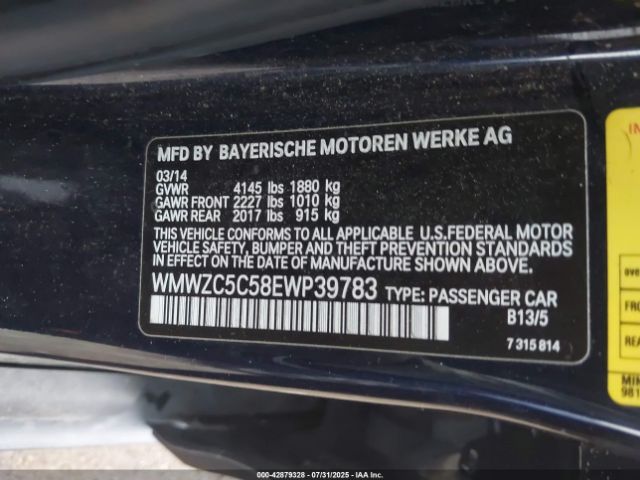 MFD BY BAYERISCHE MOTOREN WERKE AG
03/14
GVWR 4145 lbs 1880 kg
GAWR FRONT 2227 lbs 1010 kg
GAWR REAR 2017 lbs 915 kg
THIS VEHICLE CONFORMS TO ALL APPLICABLE U.S.FEDERAL MOTOR
VEHICLE SAFETY, BUMPER AND THEFT PREVENTION STANDARDS
IN EFFECT ON THE DATE OF MANUFACTURE SHOWN ABOVE.
WMWZC5C58EWP39783 TYPE: PASSENGER CAR
B13/5
7 315 814
000-42879328 - 07/31/2025 - IAA Inc.